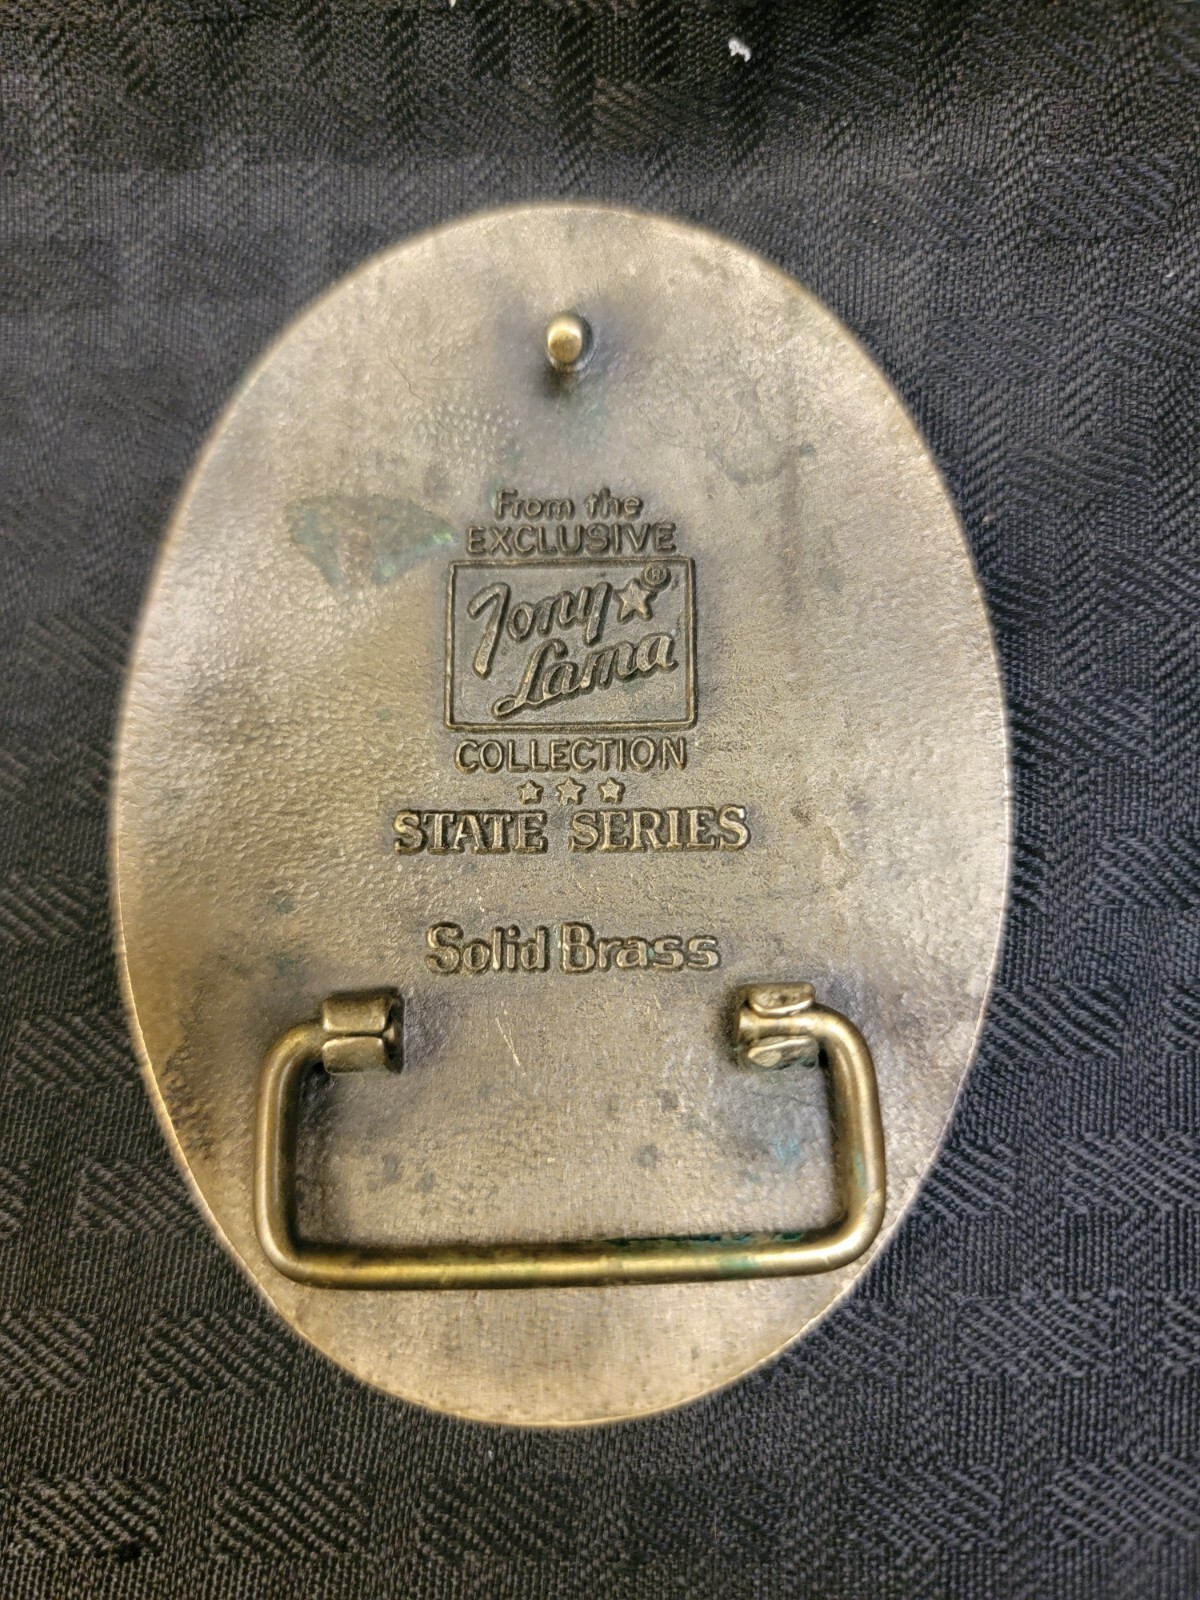 From the
EXCLUSIVE
Tony ★ ®
Lama
COLLECTION
★ ★ ★
STATE SERIES
Solid Brass